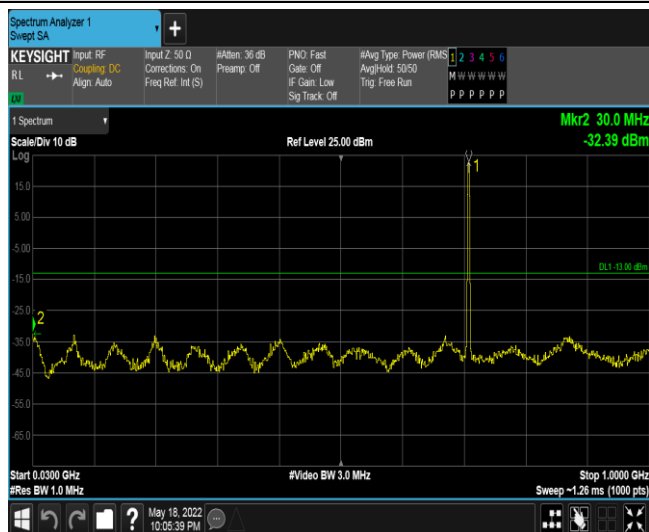 Spectrum Analyzer 1
Swept SA
+
KEYSIGHT
RL
Input: RF
Coupling: DC
Align: Auto
Input Z: 50 Ω
Corrections: On
Freq Ref: Int (S)
#Atten: 36 dB
Preamp: Off
PNO: Fast
Gate: Off
IF Gain: Low
Sig Track: Off
#Avg Type: Power (RMS
Avg|Hold: 50/50
Trig: Free Run
1 2 3 4 5 6
M W W W W W
P P P P P P
1 Spectrum
Mkr2 30.0 MHz
-32.39 dBm
Scale/Div 10 dB
Ref Level 25.00 dBm
Log
15.0
5.00
-5.00
-15.0
-25.0
-35.0
-45.0
-55.0
-65.0
1
DL1 -13.00 dBm
2
Start 0.0300 GHz
#Res BW 1.0 MHz
#Video BW 3.0 MHz
Stop 1.0000 GHz
Sweep ~1.26 ms (1000 pts)
?
May 18, 2022
10:05:39 PM